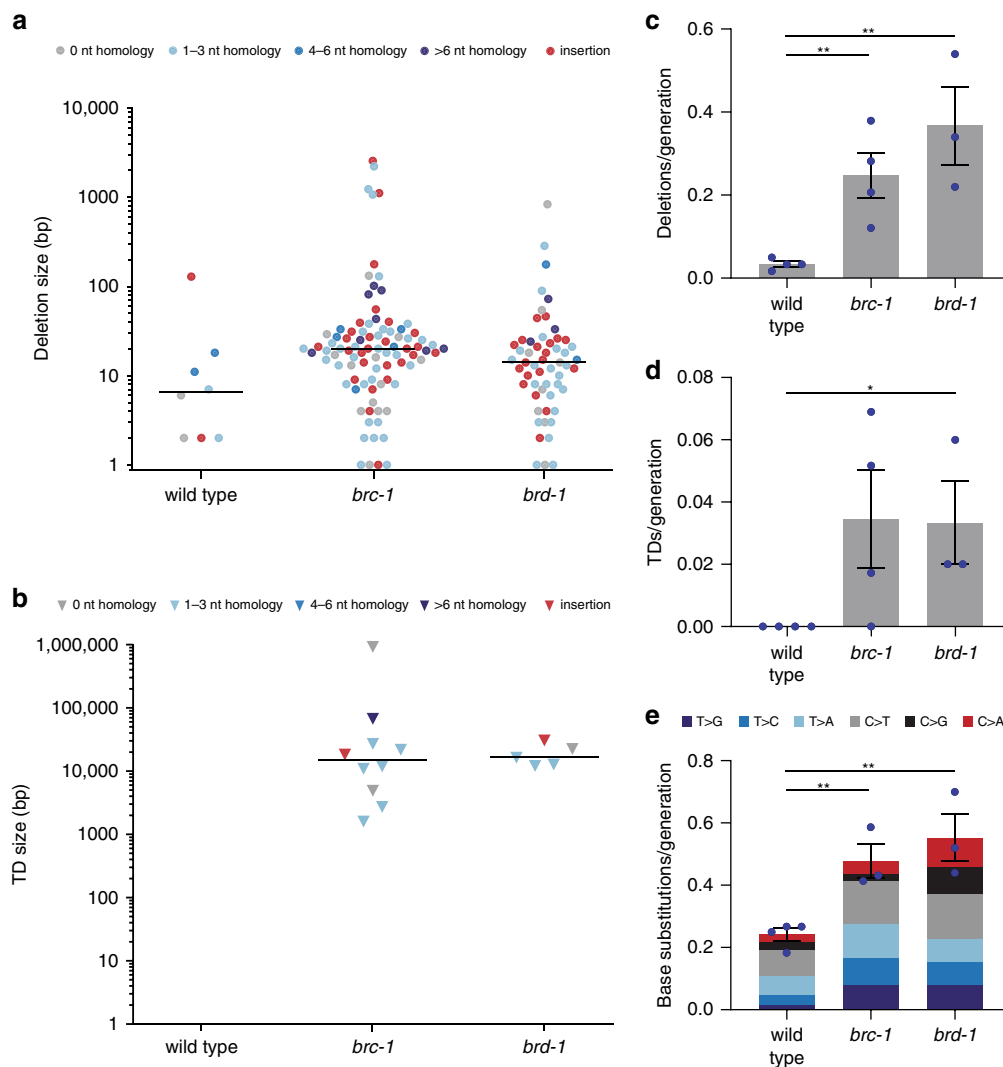 a
0 nt homology 1–3 nt homology 4–6 nt homology >6 nt homology insertion
10,000
1000
100
10
1
Deletion size (bp)
wild type brc-1 brd-1
b
0 nt homology 1–3 nt homology 4–6 nt homology >6 nt homology insertion
1,000,000
100,000
10,000
1000
100
10
1
TD size (bp)
wild type brc-1 brd-1
c
**
**
0.6
0.4
0.2
0.0
Deletions/generation
wild type brc-1 brd-1
d
*
0.08
0.06
0.04
0.02
0.00
TDs/generation
wild type brc-1 brd-1
e
T>G T>C T>A C>T C>G C>A
**
**
0.8
0.6
0.4
0.2
0.0
Base substitutions/generation
wild type brc-1 brd-1